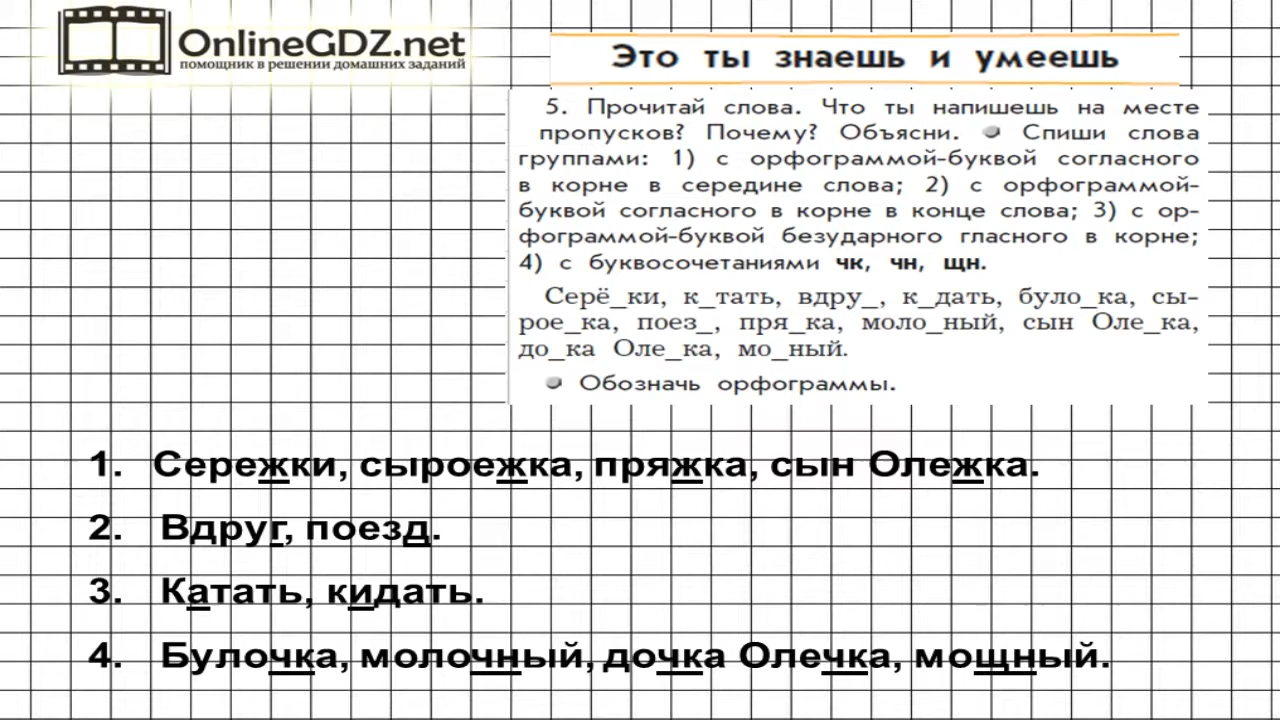 OnlineGDZ.net
помощник в решении домашних заданий
Это ты знаешь и умеешь
5. Прочитай слова. Что ты напишешь на месте
пропусков? Почему? Объясни. Спиши слова
группами: 1) с орфограммой-буквой согласного
в корне в середине слова; 2) с орфограммой-
буквой согласного в корне в конце слова; 3) с ор-
фограммой-буквой безударного гласного в корне;
4) с буквосочетаниями чк, чн, щн.
Серё_ки, к_тать, вдру_, к_дать, було_ка, сы-
рое_ка, поез_, пря_ка, моло_ный, сын Оле_ка,
до_ка Оле_ка, мо_ный.
Обозначь орфограммы.
1. Сережки, сыроежка, пряжка, сын Олежка.
2. Вдруг, поезд.
3. Катать, кидать.
4. Булочка, молочный, дочка Олечка, мощный.